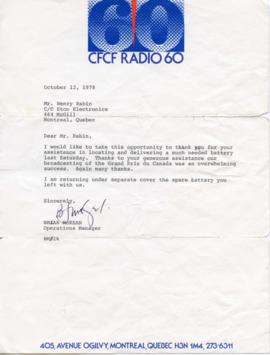 60
CFCF RADIO 60
October 12, 1978
Mr. Henry Rabin
C/O Etco Electronics
464 McGill
Montreal, Quebec
Dear Mr. Rabin,
I would like to take this opportunity to thank you for your
assistance in locating and delivering a much needed battery
last Saturday. Thanks to your generous assistance our
broadcasting of the Grand Prix du Canada was an overwhelming
success. Again many thanks.
I am returning under separate cover the spare battery you
left with us.
Sincerely,
BRIAN
Operations Manager
405, AVENUE OGILVY, MONTREAL, QUEBEC H3N 1M4, 273-6311